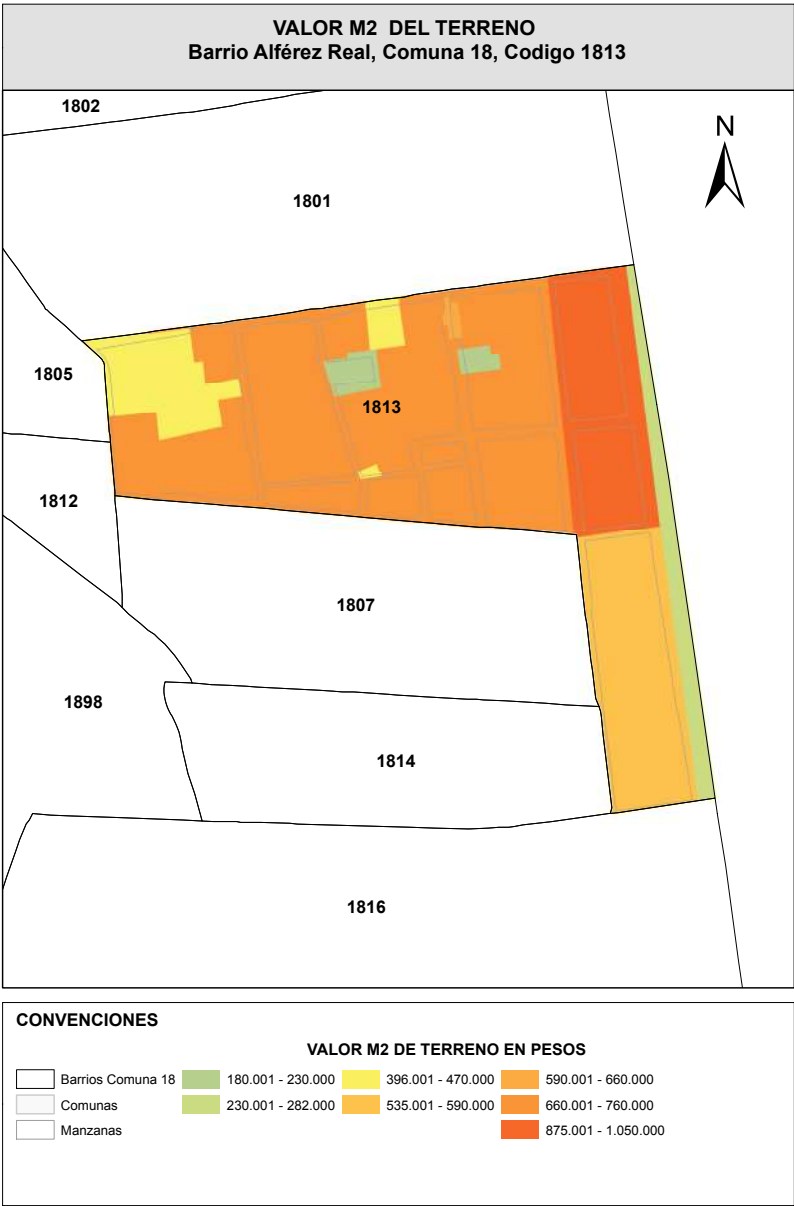 VALOR M2 DEL TERRENO
Barrio Alférez Real, Comuna 18, Codigo 1813
1802
N
1801
1805
1813
1812
1807
1898
1814
1816
CONVENCIONES
VALOR M2 DE TERRENO EN PESOS
Barrios Comuna 18
180.001 - 230.000
396.001 - 470.000
590.001 - 660.000
Comunas
230.001 - 282.000
535.001 - 590.000
660.001 - 760.000
Manzanas
875.001 - 1.050.000